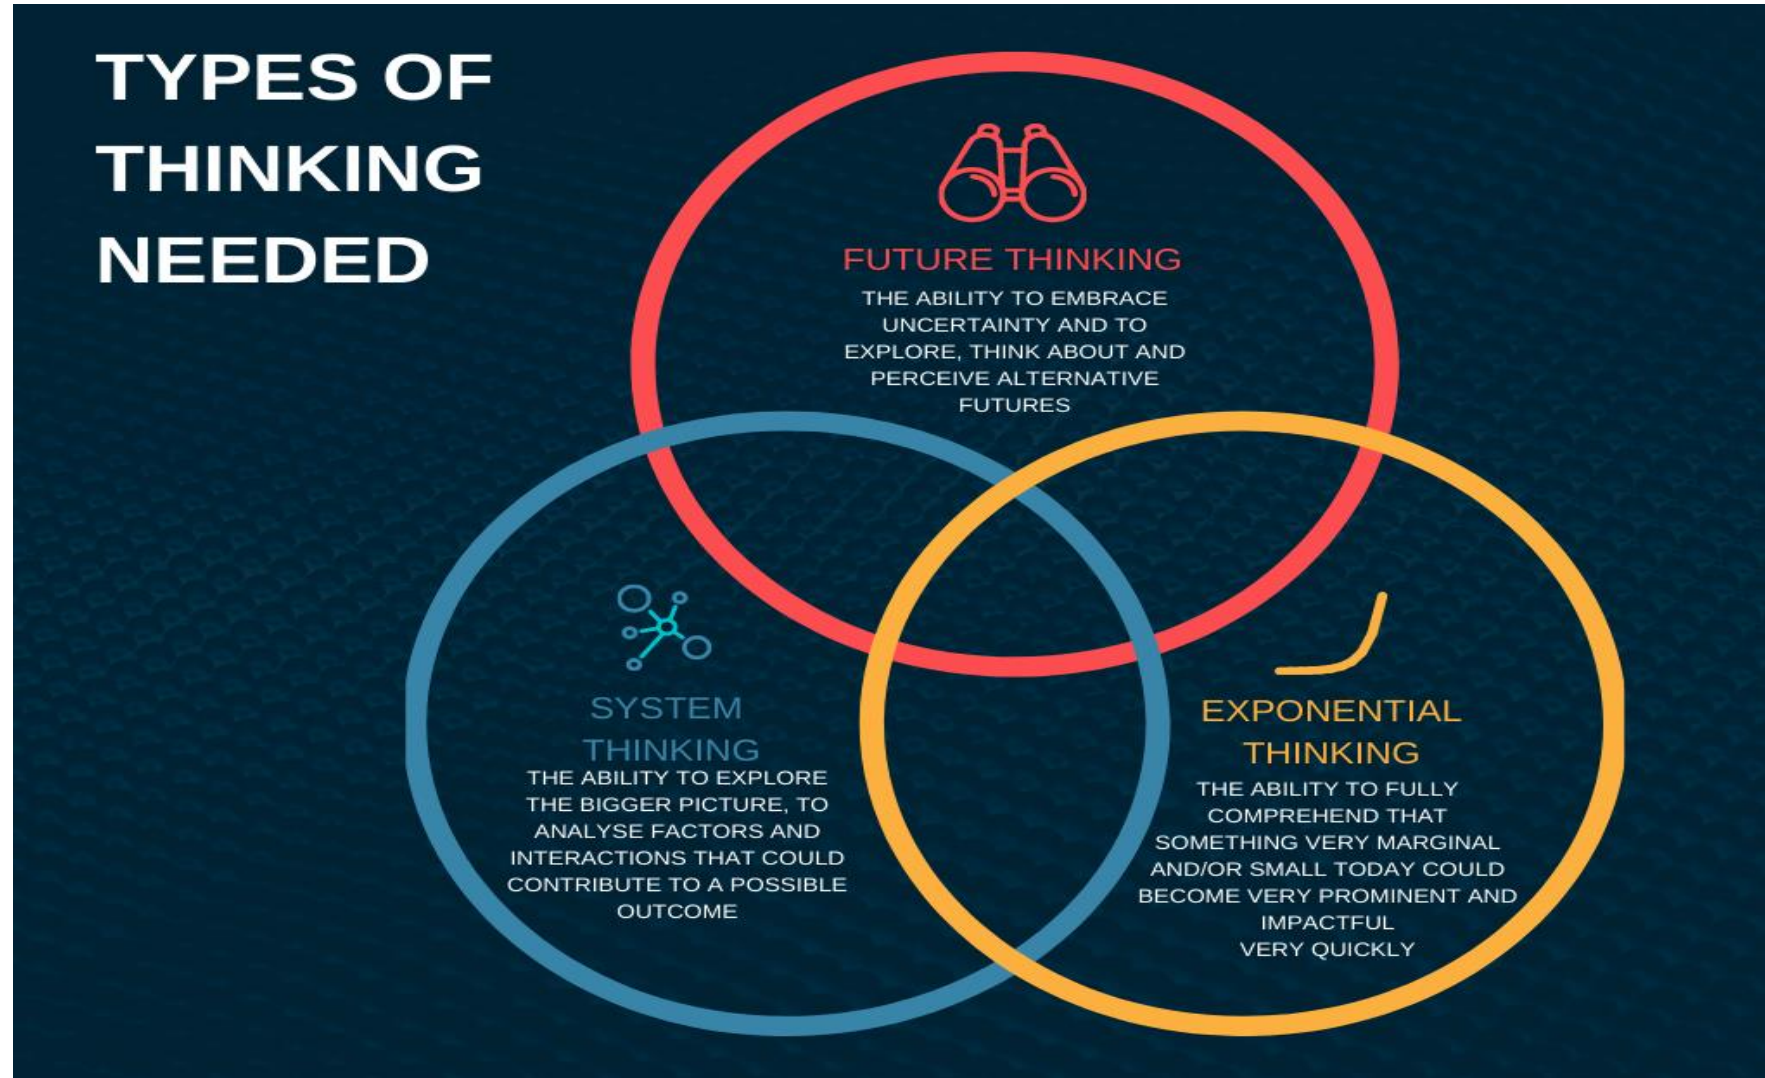 TYPES OF
THINKING
NEEDED
FUTURE THINKING
THE ABILITY TO EMBRACE
UNCERTAINTY AND TO
EXPLORE, THINK ABOUT AND
PERCEIVE ALTERNATIVE
FUTURES
SYSTEM
THINKING
THE ABILITY TO EXPLORE
THE BIGGER PICTURE, TO
ANALYSE FACTORS AND
INTERACTIONS THAT COULD
CONTRIBUTE TO A POSSIBLE
OUTCOME
EXPONENTIAL
THINKING
THE ABILITY TO FULLY
COMPREHEND THAT
SOMETHING VERY MARGINAL
AND/OR SMALL TODAY COULD
BECOME VERY PROMINENT AND
IMPACTFUL
VERY QUICKLY